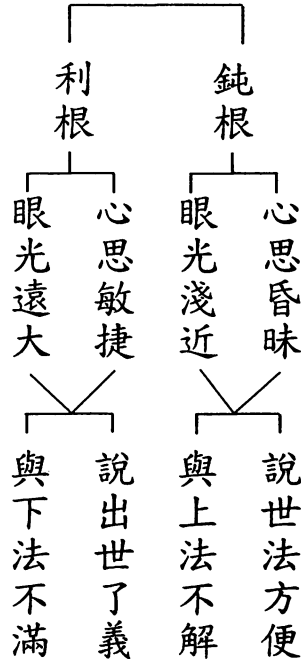 鈍根
心思昏昧
眼光淺近
說世法方便
與上法不解
利根
心思敏捷
眼光遠大
說出世了義
與下法不滿